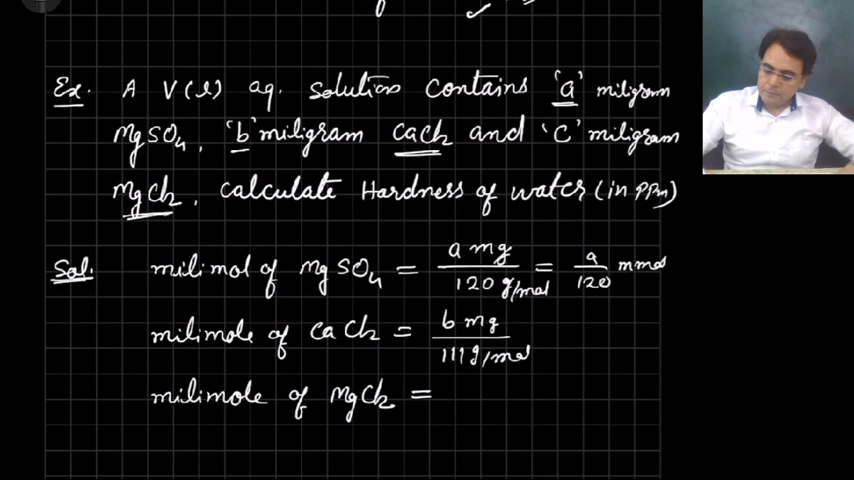 Ex. A V(l) aq. solution contains 'a' miligram
MgSO4, 'b' miligram CaCl2 and 'C' miligram
MgCl2, calculate Hardness of water (in PPm)
Sol. milimol of MgSO4 = a mg / 120 g/mol = a / 120 mmol
milimole of CaCl2 = b mg / 111 g/mol
milimole of MgCl2 =